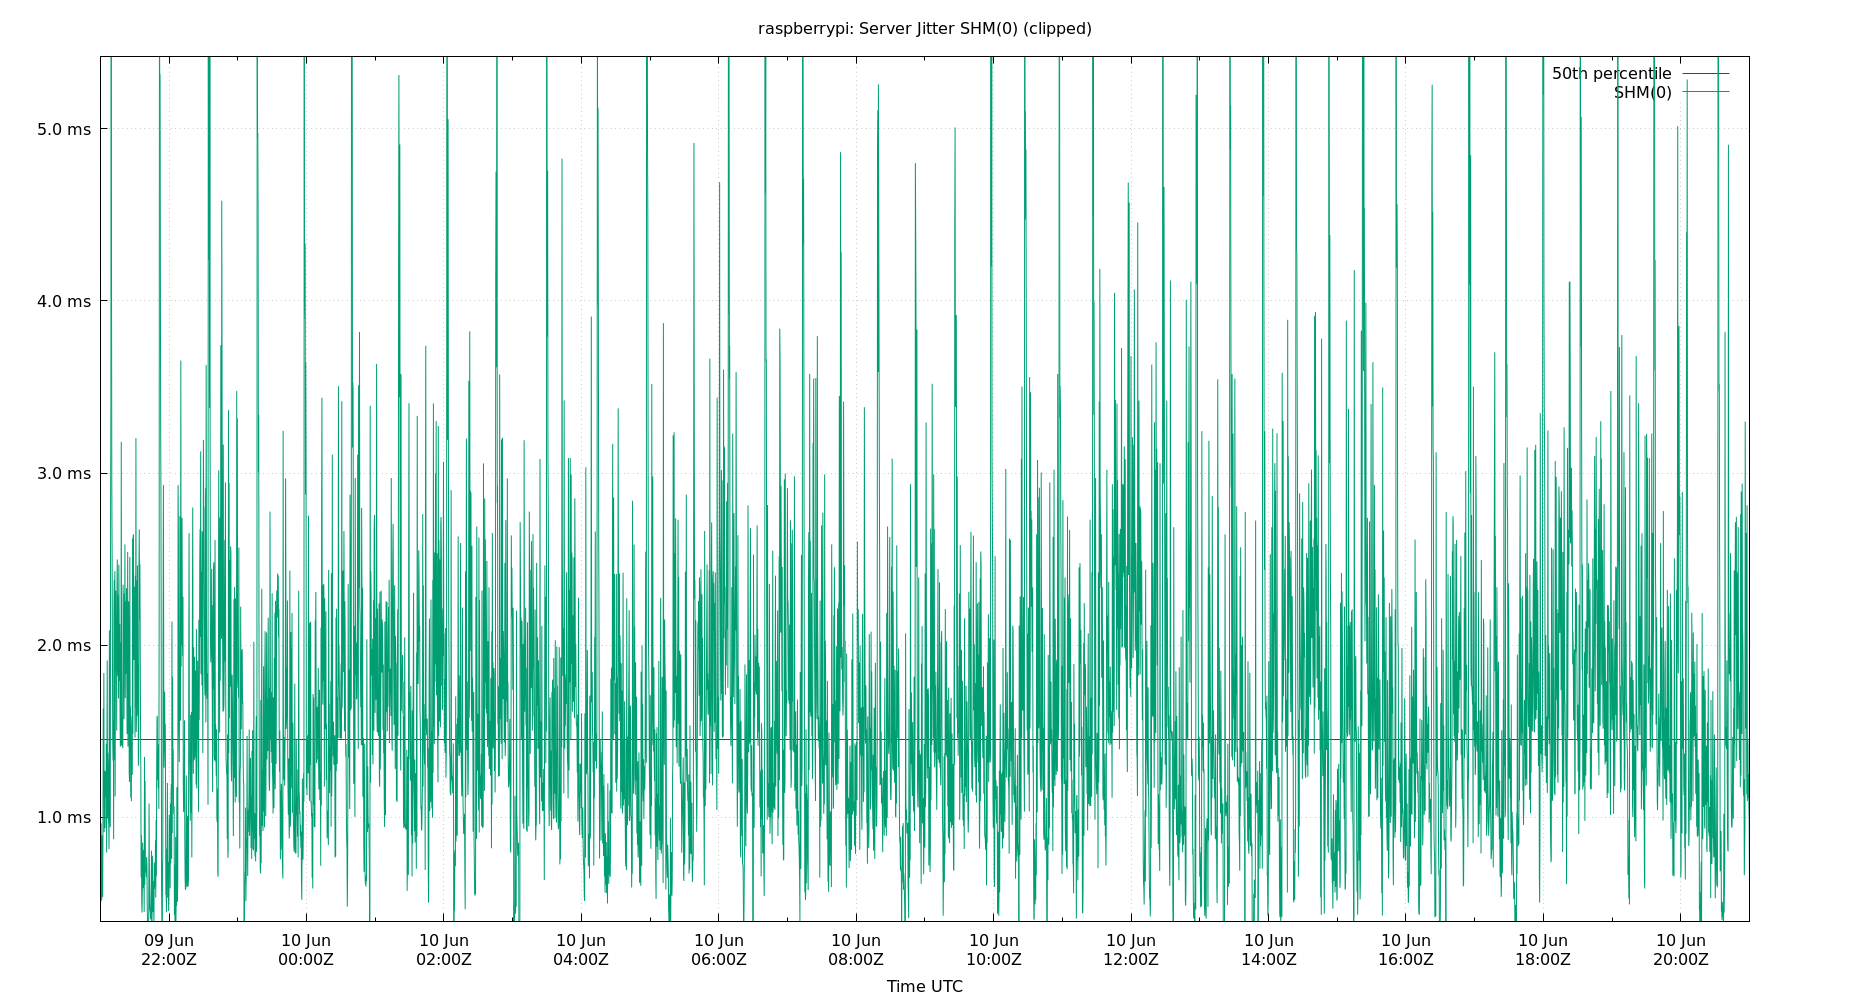 raspberrypi: Server Jitter SHM(0) (clipped)
50th percentile
SHM(0)
5.0 ms
4.0 ms
3.0 ms
2.0 ms
1.0 ms
09 Jun 10 Jun 10 Jun 10 Jun 10 Jun 10 Jun 10 Jun 10 Jun 10 Jun 10 Jun 10 Jun 10 Jun
22:00Z 00:00Z 02:00Z 04:00Z 06:00Z 08:00Z 10:00Z 12:00Z 14:00Z 16:00Z 18:00Z 20:00Z
Time UTC